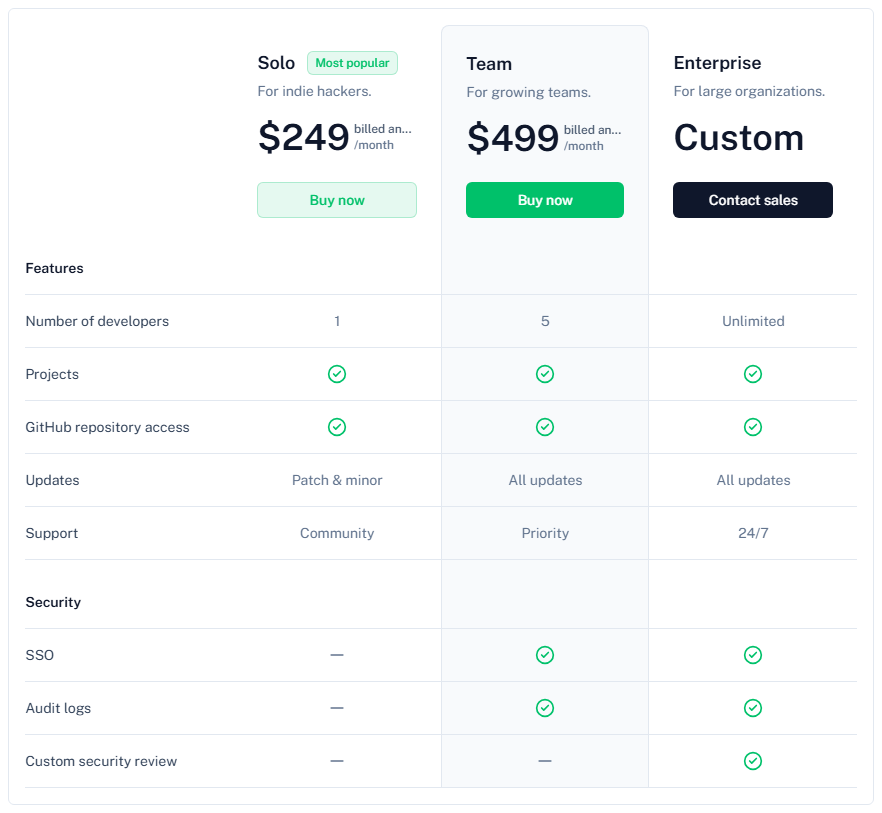 Solo Most popular
For indie hackers.
$249 billed an...
/month
Buy now
Team
For growing teams.
$499 billed an...
/month
Buy now
Enterprise
For large organizations.
Custom
Contact sales
Features
Number of developers 1 5 Unlimited
Projects
GitHub repository access
Updates Patch & minor All updates All updates
Support Community Priority 24/7
Security
SSO —
Audit logs —
Custom security review — —